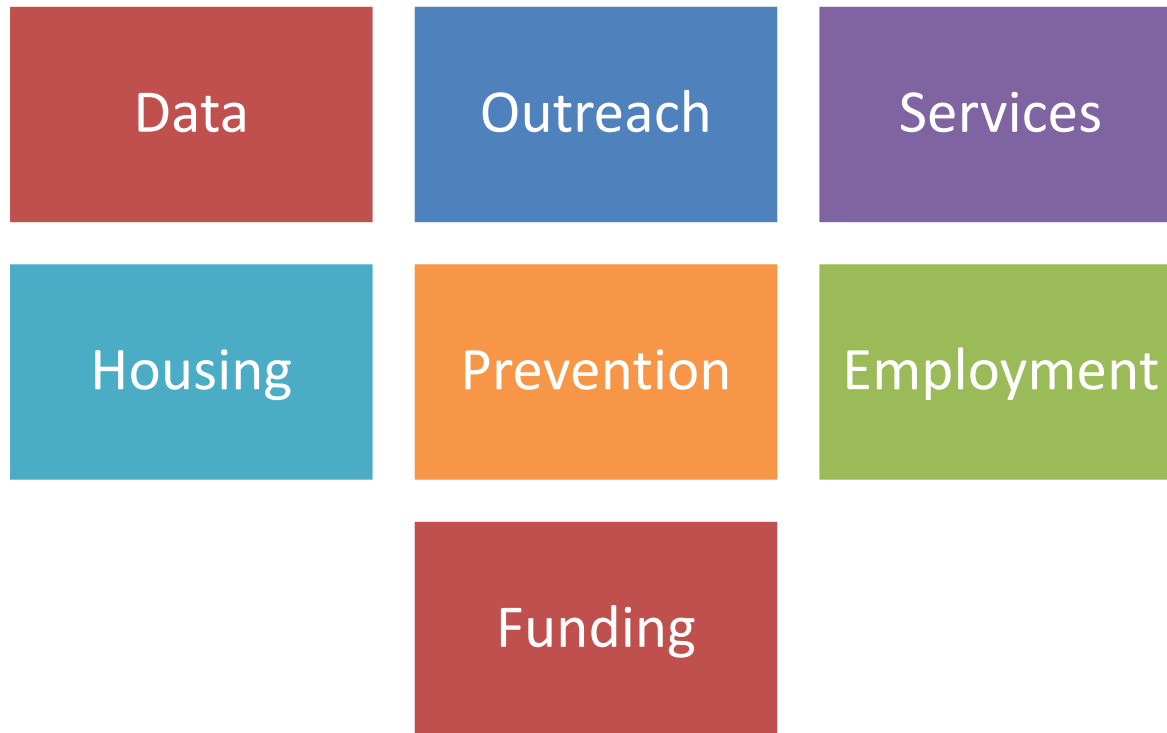 Data
Outreach
Services
Housing
Prevention
Employment
Funding